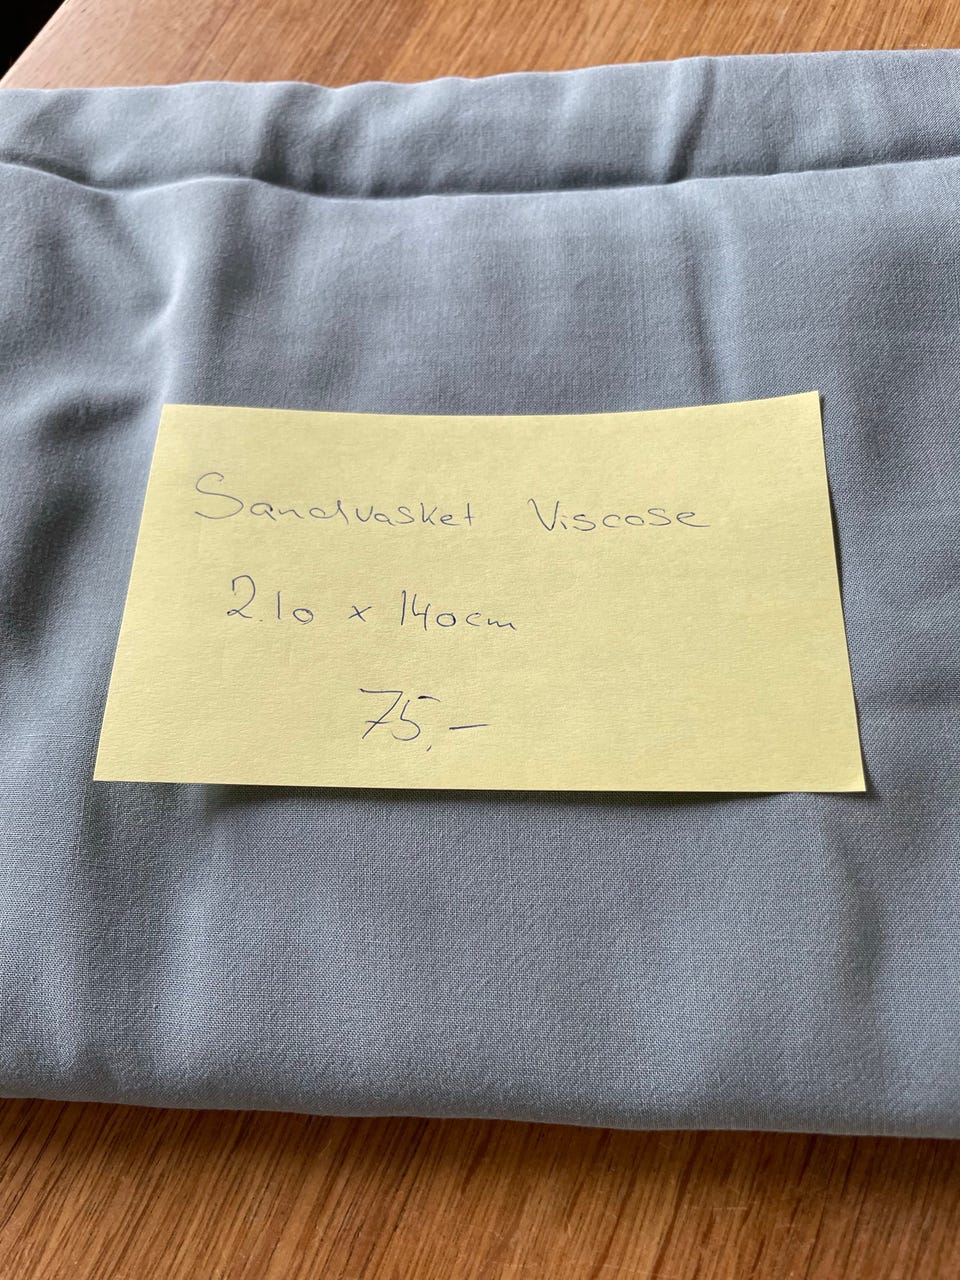 Sandvasket Viscose
2.10 x 140cm
75,-